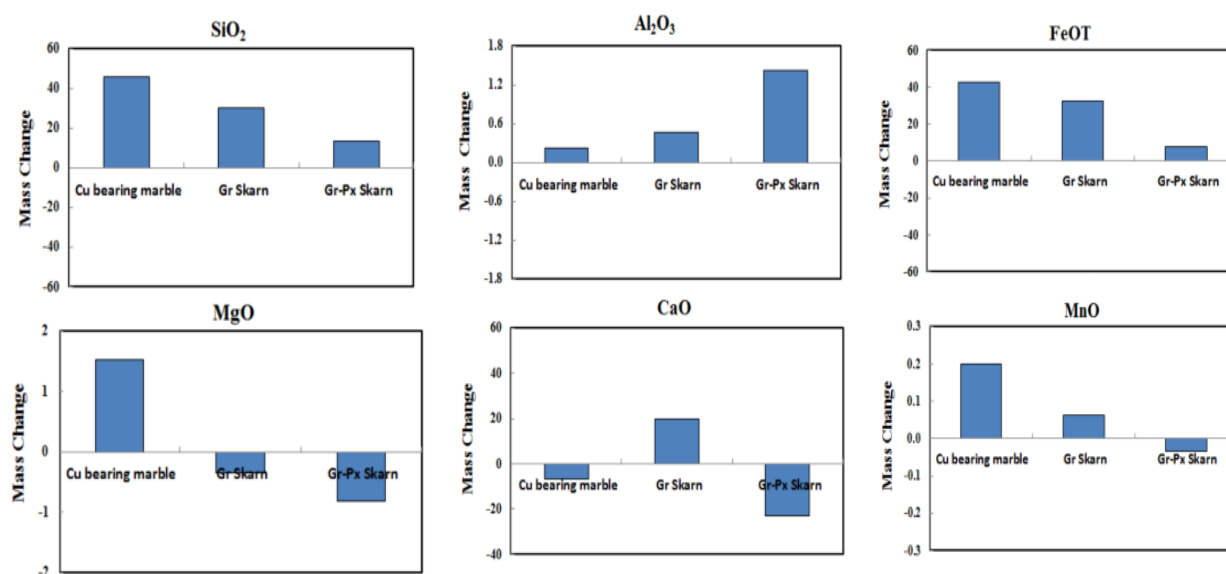 SiO₂
Mass Change
60
40
20
0
-20
-40
-60
Cu bearing marble Gr Skarn Gr-Px Skarn
Al₂O₃
Mass Change
1.8
1.2
0.6
0.0
-0.6
-1.2
-1.8
Cu bearing marble Gr Skarn Gr-Px Skarn
FeOT
Mass Change
60
40
20
0
-20
-40
-60
Cu bearing marble Gr Skarn Gr-Px Skarn
MgO
Mass Change
2
1
0
-1
-2
Cu bearing marble Gr Skarn Gr-Px Skarn
CaO
Mass Change
60
40
20
0
-20
-40
Cu bearing marble Gr Skarn Gr-Px Skarn
MnO
Mass Change
0.3
0.2
0.1
0.0
-0.1
-0.2
-0.3
Cu bearing marble Gr Skarn Gr-Px Skarn